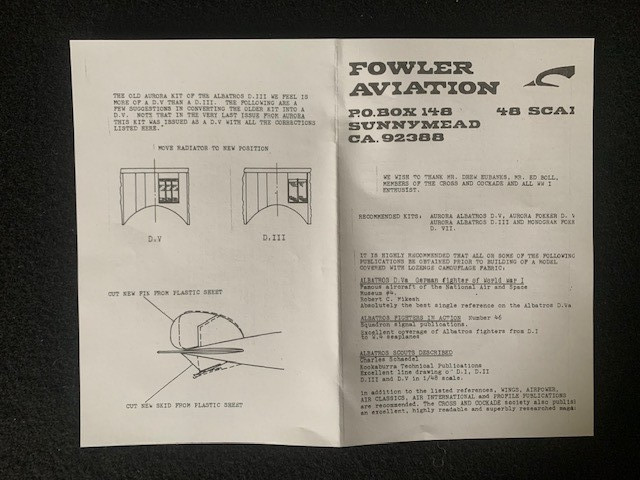 THE OLD AURORA KIT OF THE ALBATROS D.III WE FEEL IS
MORE OF A D.V THAN A D.III. THE FOLLOWING ARE A
FEW SUGGESTIONS IN CONVERTING THE OLDER KIT INTO A
D.V. NOTE THAT IN THE VERY LAST ISSUE FROM AURORA
THIS KIT WAS ISSUED AS A D.V WITH ALL THE CORRECTIONS
LISTED HERE.
MOVE RADIATOR TO NEW POSITION
D.V
D.III
CUT NEW FIN FROM PLASTIC SHEET
CUT NEW SKID FROM PLASTIC SHEET
FOWLER
AVIATION
P.O.BOX 148
48 SCAL
SUNNYMEAD
CA. 92388
WE WISH TO THANK MR. DREW EUBANKS, MR. ED BOLL,
MEMBERS OF THE CROSS AND COCKADE AND ALL WW I
ENTHUSIST.
RECOMMENDED KITS: AURORA ALBATROS D.V, AURORA FOKKER D.
AURORA ALBATROS D.III AND MONOGRAM FOKK
D. VII.
IT IS HIGHLY RECOMMENDED THAT ALL OR SOME OF THE FOLLOWING
PUBLICATIONS BE OBTAINED PRIOR TO BUILDING OF A MODEL
COVERED WITH LOZENGE CAMOUFLAGE FABRIC:
ALBATROS D.Va German fighter of World war I
Famous aircraft of the National Air and Space
Museum #4.
Robert C. Mikesh
Absolutely the best single reference on the Albatros D.Va
ALBATROS FIGHTERS IN ACTION Number 46
Squadron signal publications.
Excellent coverage of Albatros fighters from D.I
to seaplanes
ALBATROS SCOUTS DESCRIBED
Charles Schaedel
Kookaburra Technical Publications
Excellent line drawing of D.I, D.II
D.III and D.V in 1/48 scale.
In addition to the listed references, WINGS, AIRPOWER,
AIR CLASSICS, AIR INTERNATIONAL and PROFILE PUBLICATIONS
are recommended. The CROSS AND COCKADE society also publis
an excellent, highly readable and superbly researched maga